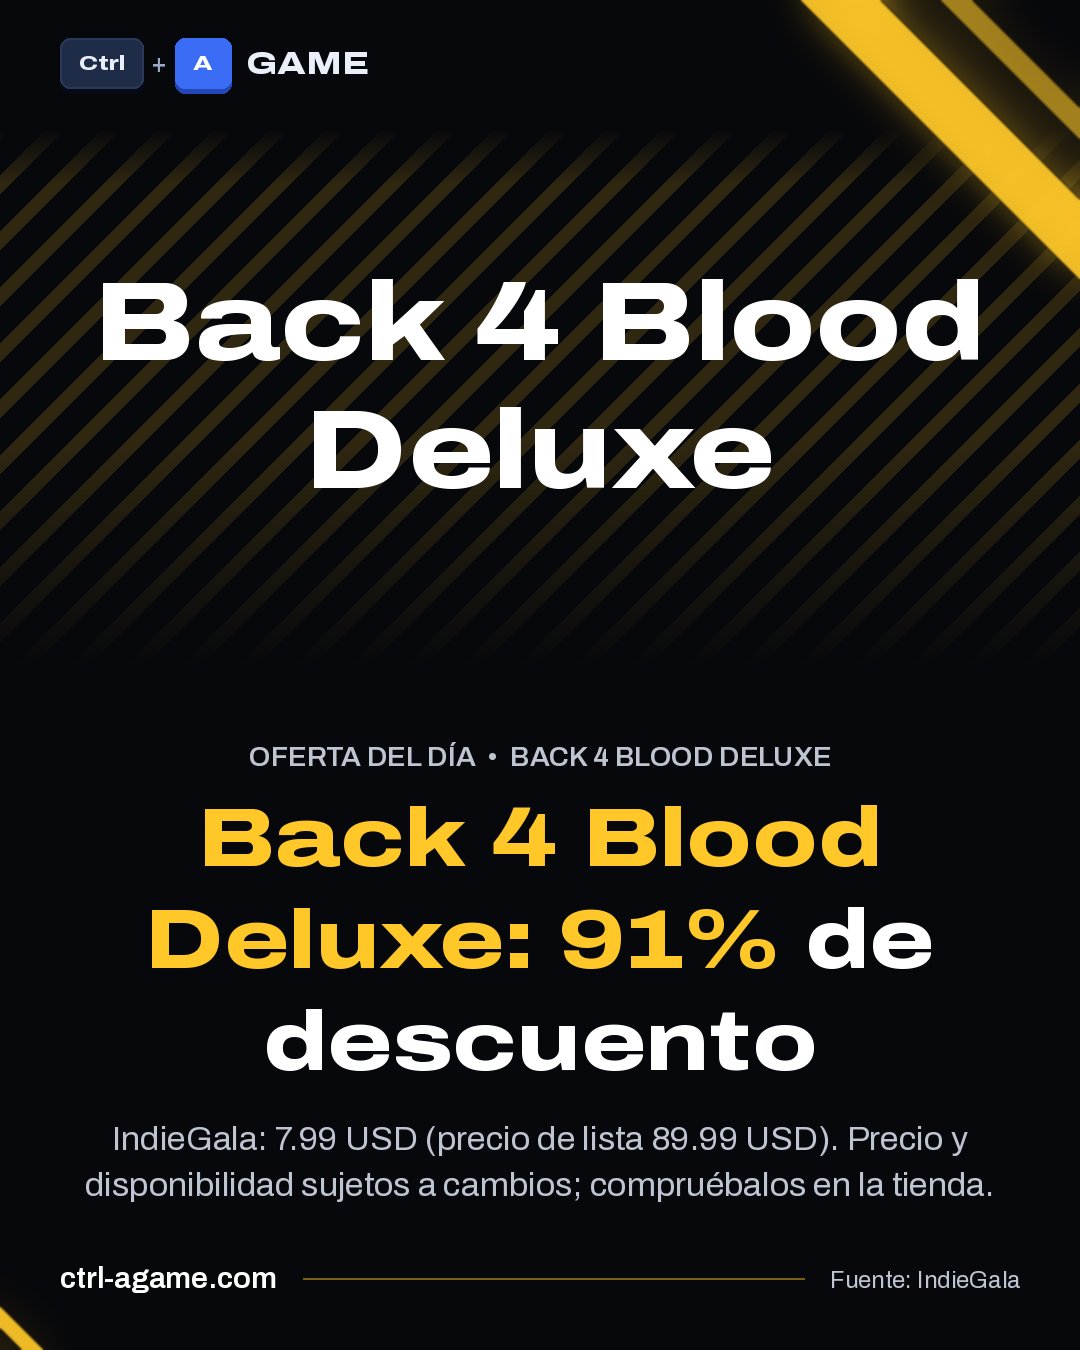 Ctrl + A GAME
Back 4 Blood
Deluxe
OFERTA DEL DÍA • BACK 4 BLOOD DELUXE
Back 4 Blood
Deluxe: 91% de
descuento
IndieGala: 7.99 USD (precio de lista 89.99 USD). Precio y
disponibilidad sujetos a cambios; compruébalos en la tienda.
ctrl-agame.com
Fuente: IndieGala